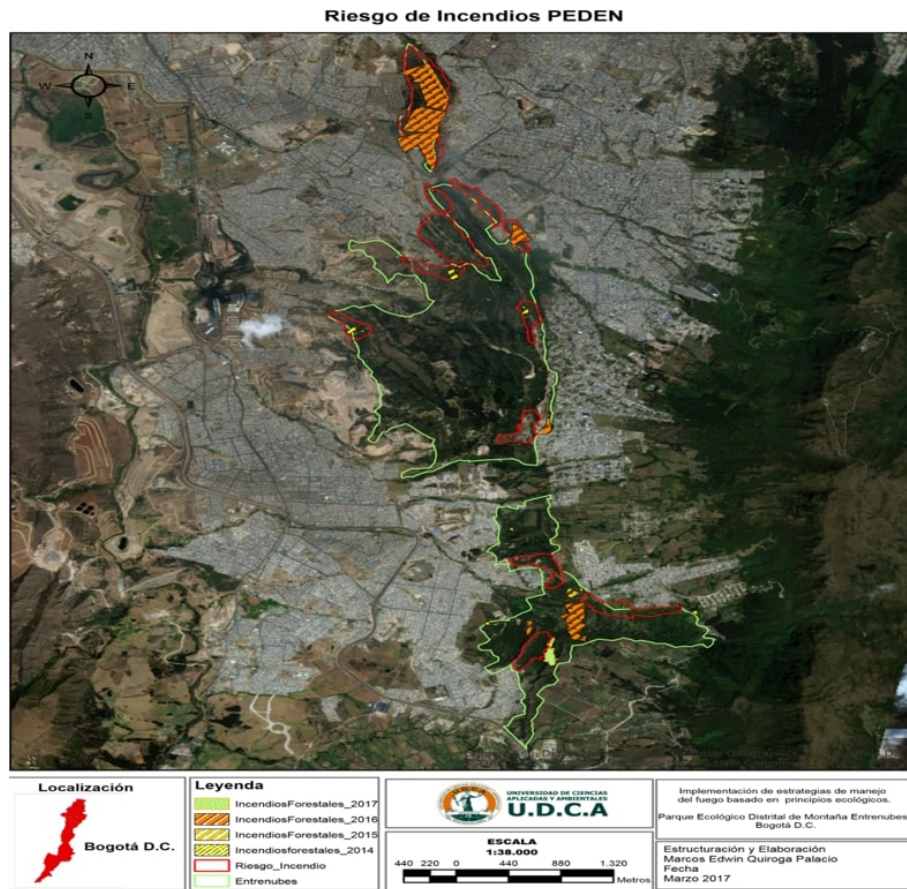 Riesgo de Incendios PEDEN
N
W
E
S
Localización
Bogotá D.C.
Leyenda
IncendiosForestales_2017
IncendiosForestales_2016
IncendiosForestales_2015
Incendiosforestales_2014
Riesgo_Incendio
Entrenubes
U.D.C.A
UNIVERSIDAD DE CIENCIAS
APLICADAS Y AMBIENTALES
U.D.C.A
ESCALA
1:38.000
440 220 0 440 880 1.320
Metros
Implementación de estrategias de manejo
del fuego basado en principios ecológicos.
Parque Ecológico Distrital de Montaña Entrenubes
Bogotá D.C.
Estructuración y Elaboración
Marcos Edwin Quiroga Palacio
Fecha
Marzo 2017